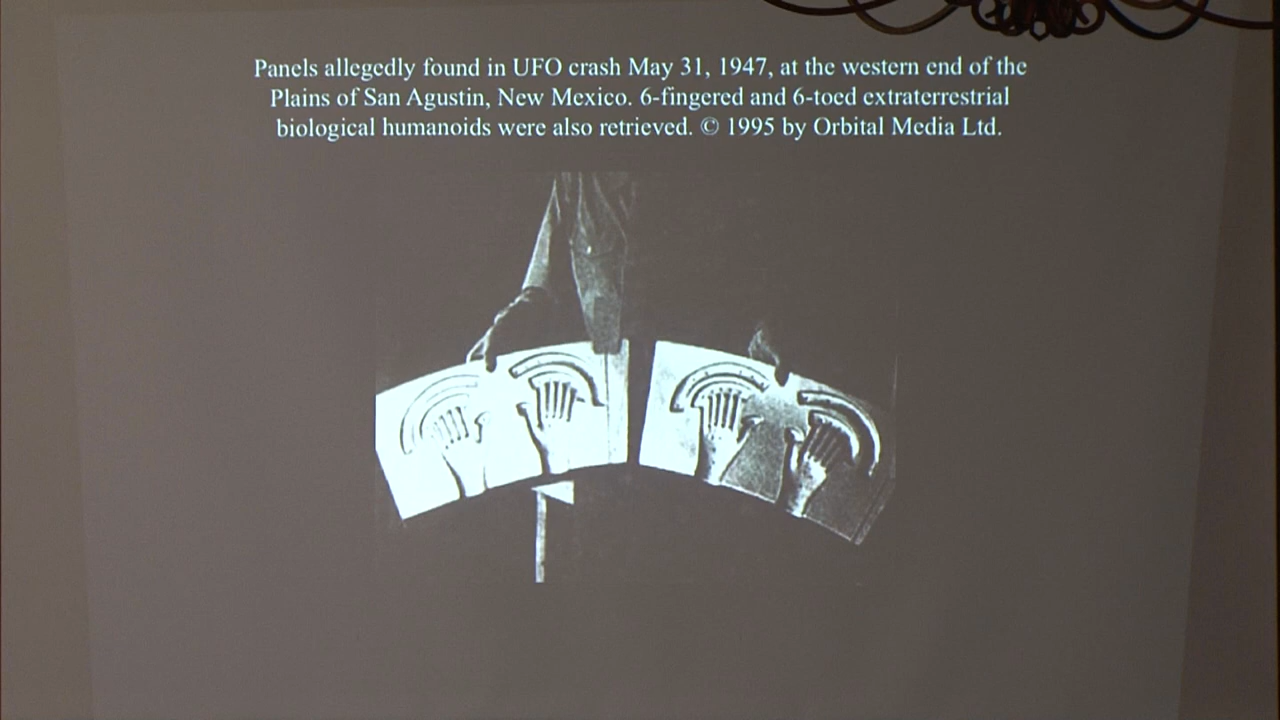 Panels allegedly found in UFO crash May 31, 1947, at the western end of the
Plains of San Agustin, New Mexico. 6-fingered and 6-toed extraterrestrial
biological humanoids were also retrieved. © 1995 by Orbital Media Ltd.